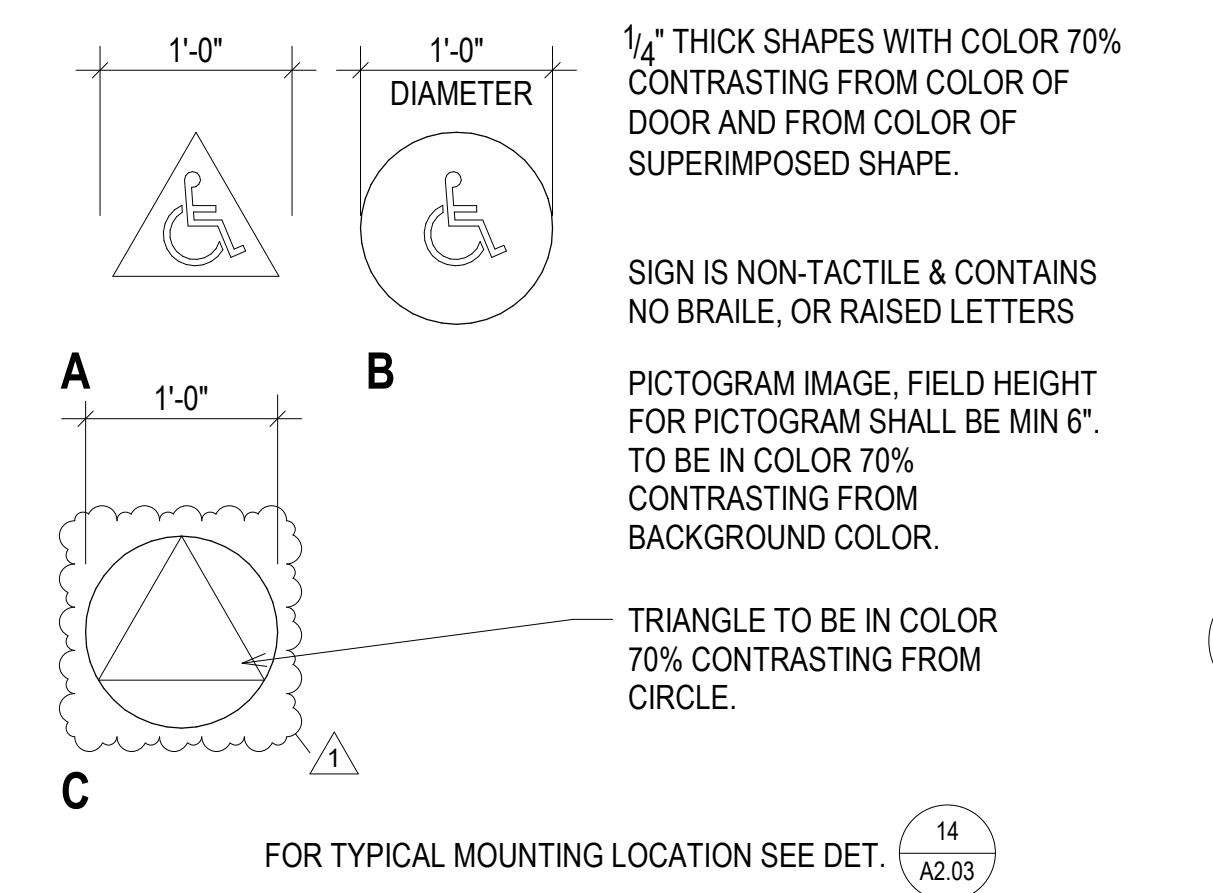 1'-0"
1'-0"
DIAMETER
A
B
1'-0"
C
1
1/4" THICK SHAPES WITH COLOR 70%
CONTRASTING FROM COLOR OF
DOOR AND FROM COLOR OF
SUPERIMPOSED SHAPE.
SIGN IS NON-TACTILE & CONTAINS
NO BRAILE, OR RAISED LETTERS
PICTOGRAM IMAGE, FIELD HEIGHT
FOR PICTOGRAM SHALL BE MIN 6".
TO BE IN COLOR 70%
CONTRASTING FROM
BACKGROUND COLOR.
TRIANGLE TO BE IN COLOR
70% CONTRASTING FROM
CIRCLE.
FOR TYPICAL MOUNTING LOCATION SEE DET.
14
A2.03